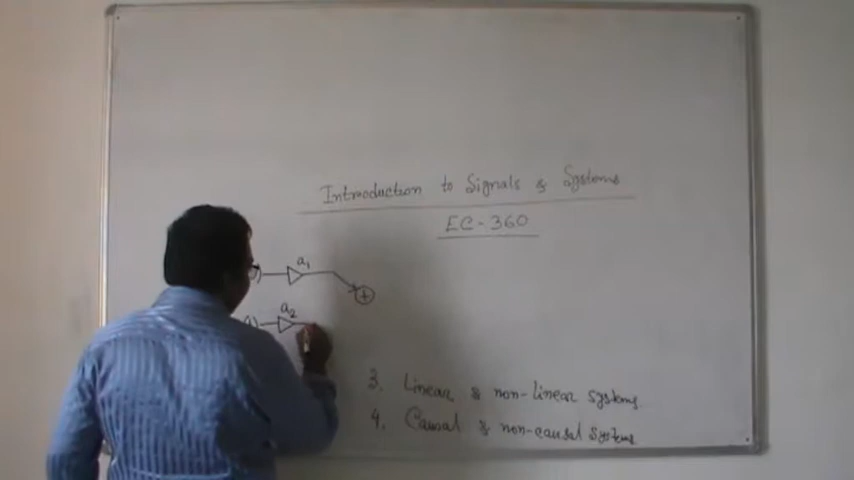 Introduction to Signals & Systems
EC-360
a1
+
a2
3. Linear & non-linear systems
4. Causal & non-causal systems